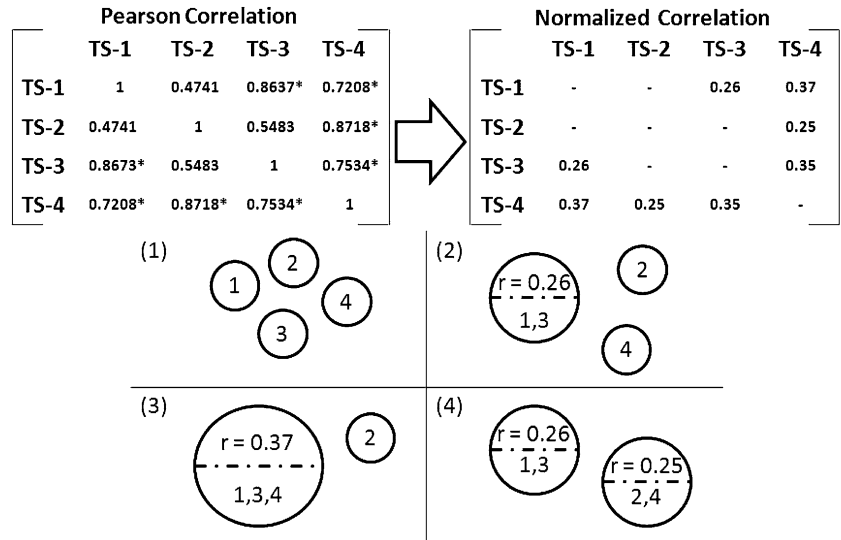 Pearson Correlation
TS-1 TS-2 TS-3 TS-4
TS-1 1 0.4741 0.8637* 0.7208*
TS-2 0.4741 1 0.5483 0.8718*
TS-3 0.8673* 0.5483 1 0.7534*
TS-4 0.7208* 0.8718* 0.7534* 1
Normalized Correlation
TS-1 TS-2 TS-3 TS-4
TS-1 - - 0.26 0.37
TS-2 - - - 0.25
TS-3 0.26 - - 0.35
TS-4 0.37 0.25 0.35 -
(1)
1
2
3
4
(2)
r = 0.26
1,3
2
4
(3)
r = 0.37
1,3,4
2
(4)
r = 0.26
1,3
r = 0.25
2,4